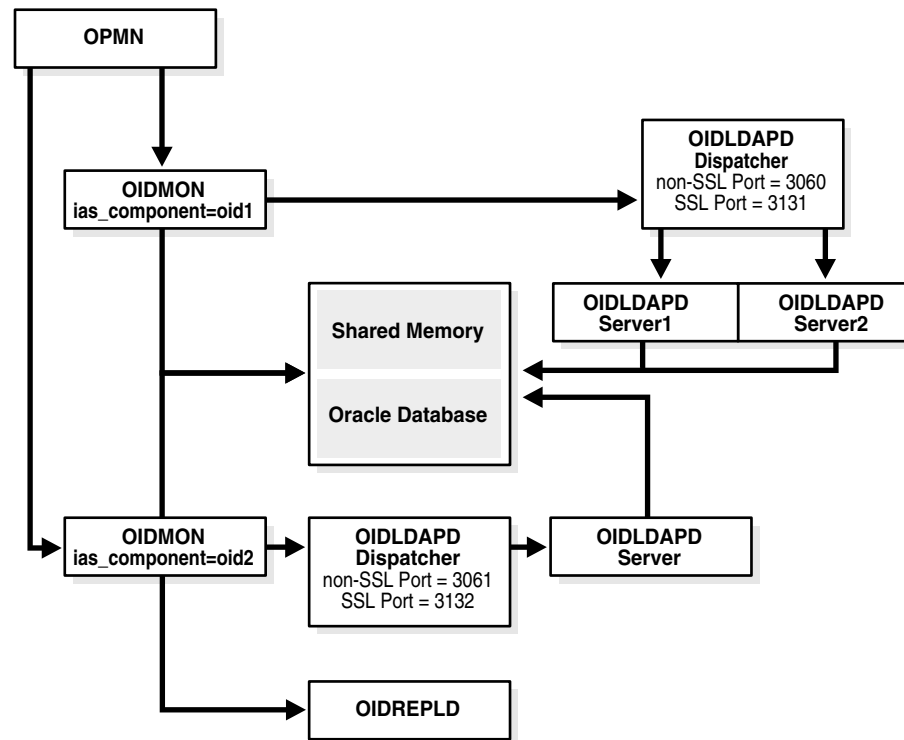 OPMN
OIDMON
ias_component=oid1
OIDLDAPD
Dispatcher
non-SSL Port = 3060
SSL Port = 3131
OIDLDAPD
Server1
OIDLDAPD
Server2
Shared Memory
Oracle Database
OIDMON
ias_component=oid2
OIDLDAPD
Dispatcher
non-SSL Port = 3061
SSL Port = 3132
OIDLDAPD
Server
OIDREPLD